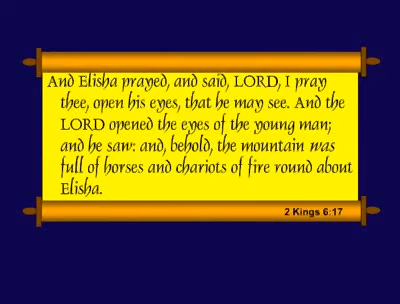 And Elisha prayed, and said, LORD, I pray
thee, open his eyes, that he may see. And the
LORD opened the eyes of the young man;
and he saw: and, behold, the mountain was
full of horses and chariots of fire round about
Elisha.
2 Kings 6:17